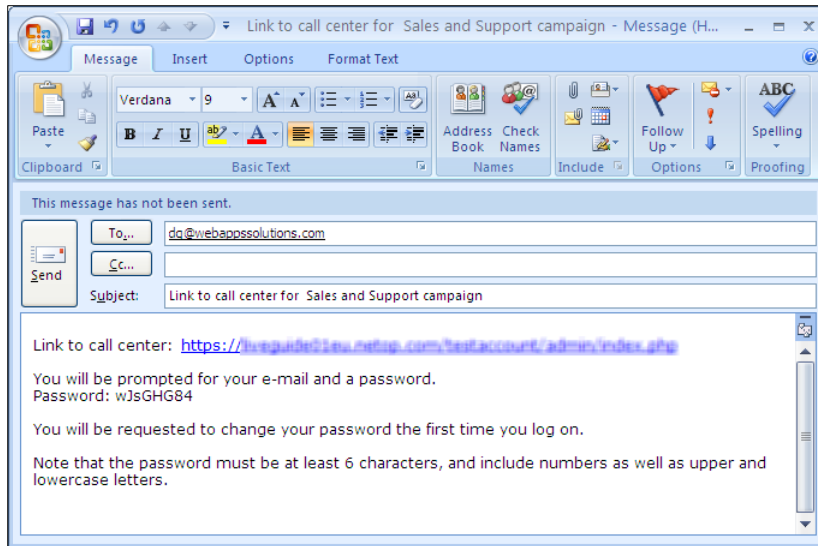 Link to call center for  Sales and Support campaign - Message (H...
Message Insert Options Format Text
Paste
Verdana 9
B I U
Address Book
Check Names
Follow Up
ABC
Spelling
Clipboard
Basic Text
Names
Include
Options
Proofing
This message has not been sent.
Send
To... dq@webappssolutions.com
Cc...
Subject: Link to call center for  Sales and Support campaign
Link to call center:  https://
You will be prompted for your e-mail and a password.
Password: wJsGHG84
You will be requested to change your password the first time you log on.
Note that the password must be at least 6 characters, and include numbers as well as upper and
lowercase letters.